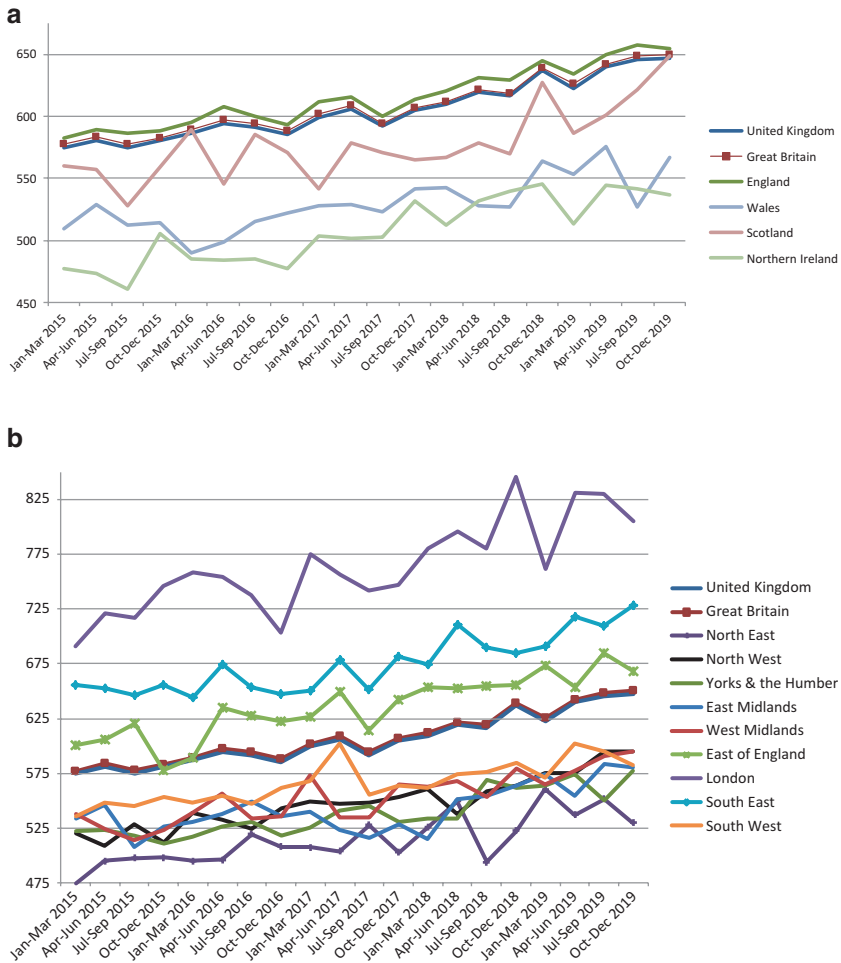 a
650
600
550
500
450
Jan-Mar 2015
Apr-Jun 2015
Jul-Sep 2015
Oct-Dec 2015
Jan-Mar 2016
Apr-Jun 2016
Jul-Sep 2016
Oct-Dec 2016
Jan-Mar 2017
Apr-Jun 2017
Jul-Sep 2017
Oct-Dec 2017
Jan-Mar 2018
Apr-Jun 2018
Jul-Sep 2018
Oct-Dec 2018
Jan-Mar 2019
Apr-Jun 2019
Jul-Sep 2019
Oct-Dec 2019
United Kingdom
Great Britain
England
Wales
Scotland
Northern Ireland
b
825
775
725
675
625
575
525
475
Jan-Mar 2015
Apr-Jun 2015
Jul-Sep 2015
Oct-Dec 2015
Jan-Mar 2016
Apr-Jun 2016
Jul-Sep 2016
Oct-Dec 2016
Jan-Mar 2017
Apr-Jun 2017
Jul-Sep 2017
Oct-Dec 2017
Jan-Mar 2018
Apr-Jun 2018
Jul-Sep 2018
Oct-Dec 2018
Jan-Mar 2019
Apr-Jun 2019
Jul-Sep 2019
Oct-Dec 2019
United Kingdom
Great Britain
North East
North West
Yorks & the Humber
East Midlands
West Midlands
East of England
London
South East
South West